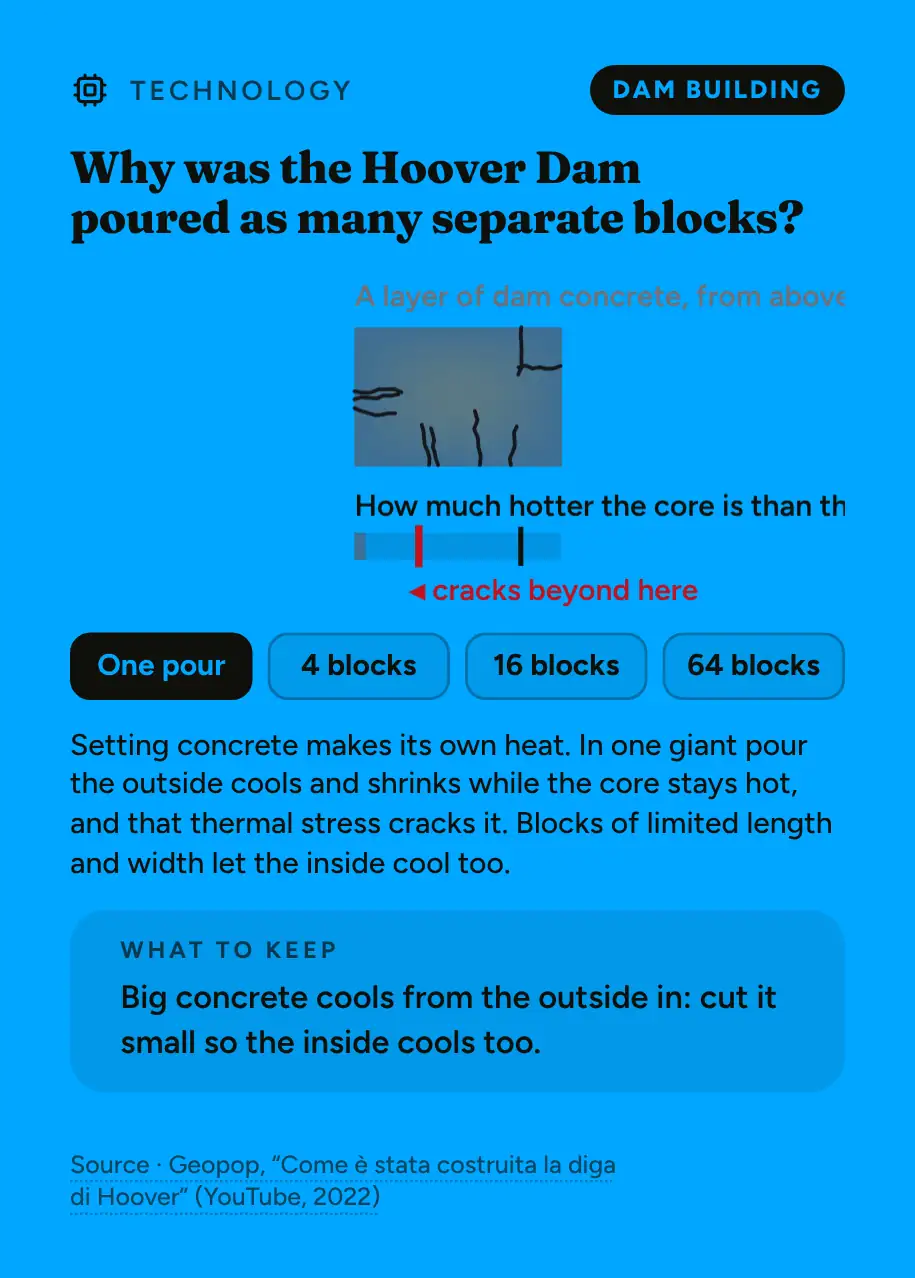 TECHNOLOGY
DAM BUILDING
Why was the Hoover Dam
poured as many separate blocks?
A layer of dam concrete, from above
How much hotter the core is than th
◂ cracks beyond here
One pour
4 blocks
16 blocks
64 blocks
Setting concrete makes its own heat. In one giant pour
the outside cools and shrinks while the core stays hot,
and that thermal stress cracks it. Blocks of limited length
and width let the inside cool too.
WHAT TO KEEP
Big concrete cools from the outside in: cut it
small so the inside cools too.
Source · Geopop, “Come è stata costruita la diga
di Hoover” (YouTube, 2022)